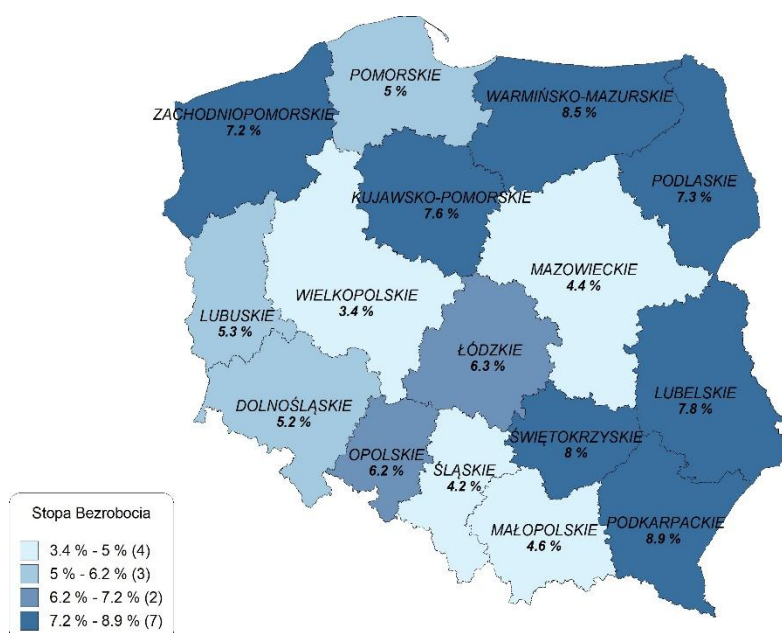 POMORSKIE
5 %
WARMIŃSKO-MAZURSKIE
8.5 %
ZACHODNIOPOMORSKIE
7.2 %
PODLASKIE
7.3 %
KUJAWSKO-POMORSKIE
7.6 %
MAZOWIECKIE
4.4 %
WIELKOPOLSKIE
3.4 %
LUBUSKIE
5.3 %
ŁÓDZKIE
6.3 %
LUBELSKIE
7.8 %
DOLNOŚLĄSKIE
5.2 %
ŚWIĘTOKRZYSKIE
8 %
OPOLSKIE
6.2 %
ŚLĄSKIE
4.2 %
MAŁOPOLSKIE
4.6 %
PODKARPACKIE
8.9 %
Stopa Bezrobocia
3.4 % - 5 % (4)
5 % - 6.2 % (3)
6.2 % - 7.2 % (2)
7.2 % - 8.9 % (7)